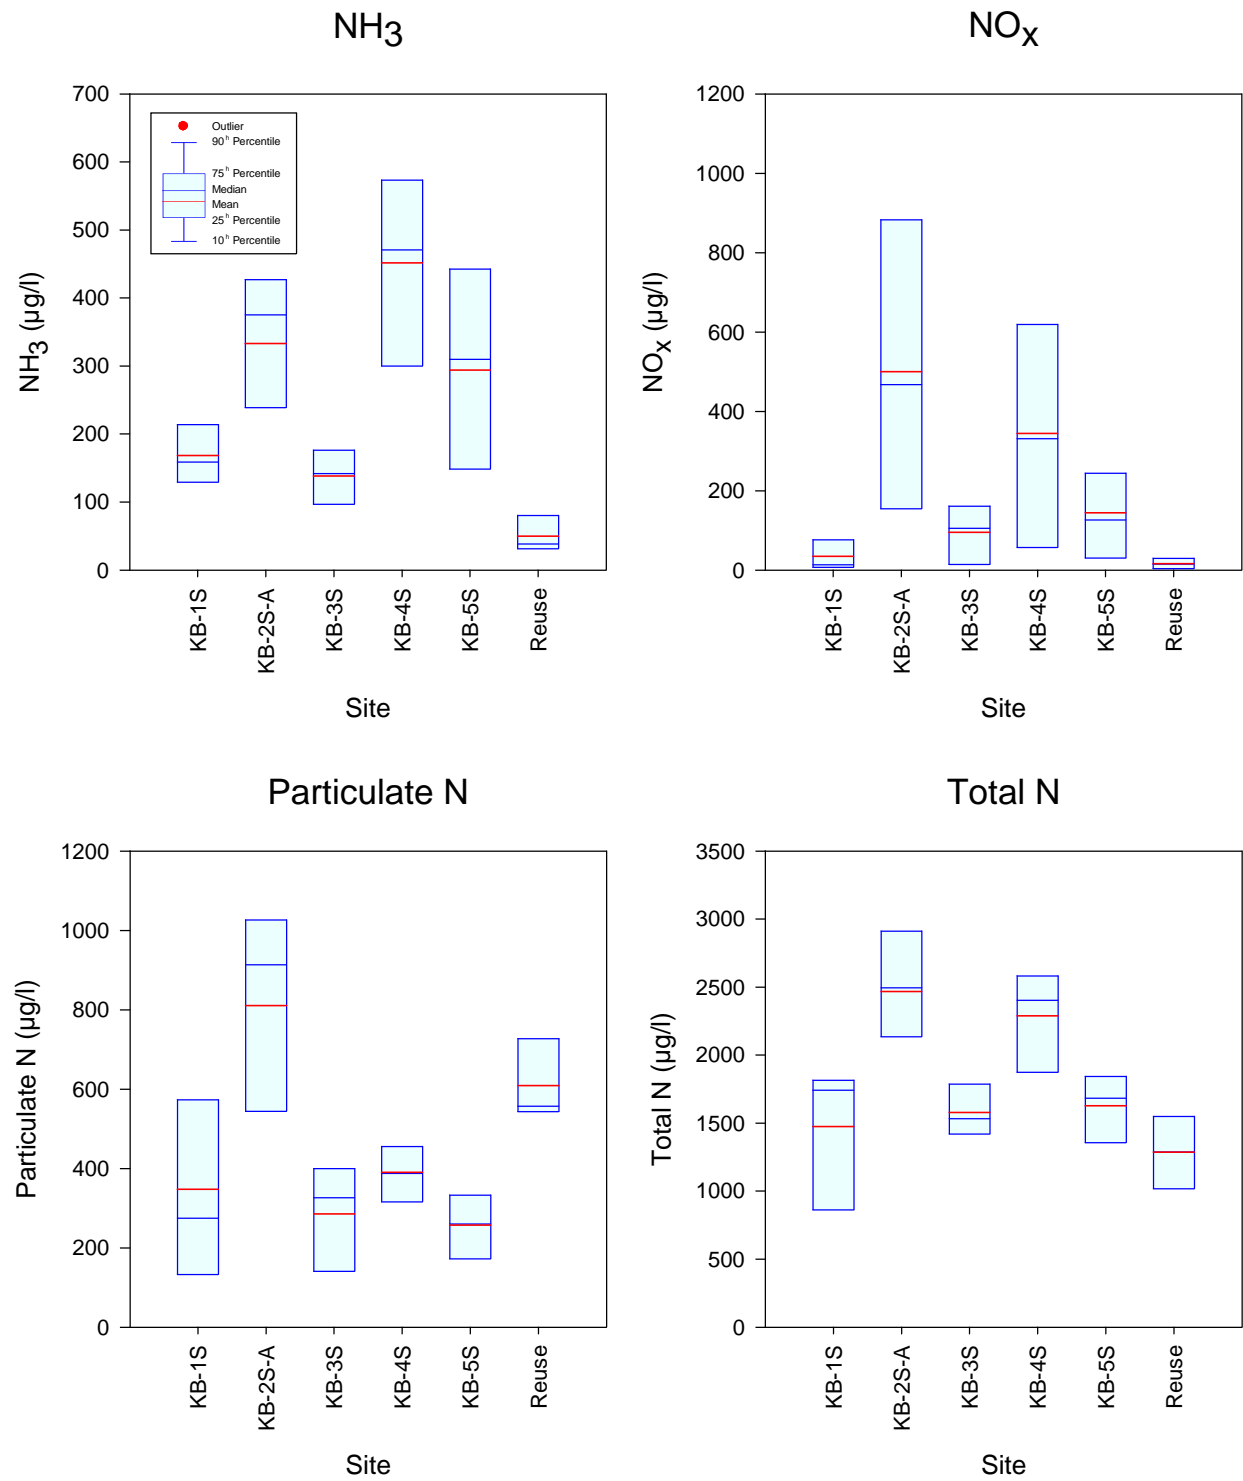 NH3
NOx
NH3 (µg/l)
700
600
500
400
300
200
100
0
Outlier
90h Percentile
75h Percentile
Median
Mean
25h Percentile
10h Percentile
KB-1S
KB-2S-A
KB-3S
KB-4S
KB-5S
Reuse
Site
NOx (µg/l)
1200
1000
800
600
400
200
0
KB-1S
KB-2S-A
KB-3S
KB-4S
KB-5S
Reuse
Site
Particulate N
Total N
Particulate N (µg/l)
1200
1000
800
600
400
200
0
KB-1S
KB-2S-A
KB-3S
KB-4S
KB-5S
Reuse
Site
Total N (µg/l)
3500
3000
2500
2000
1500
1000
500
0
KB-1S
KB-2S-A
KB-3S
KB-4S
KB-5S
Reuse
Site